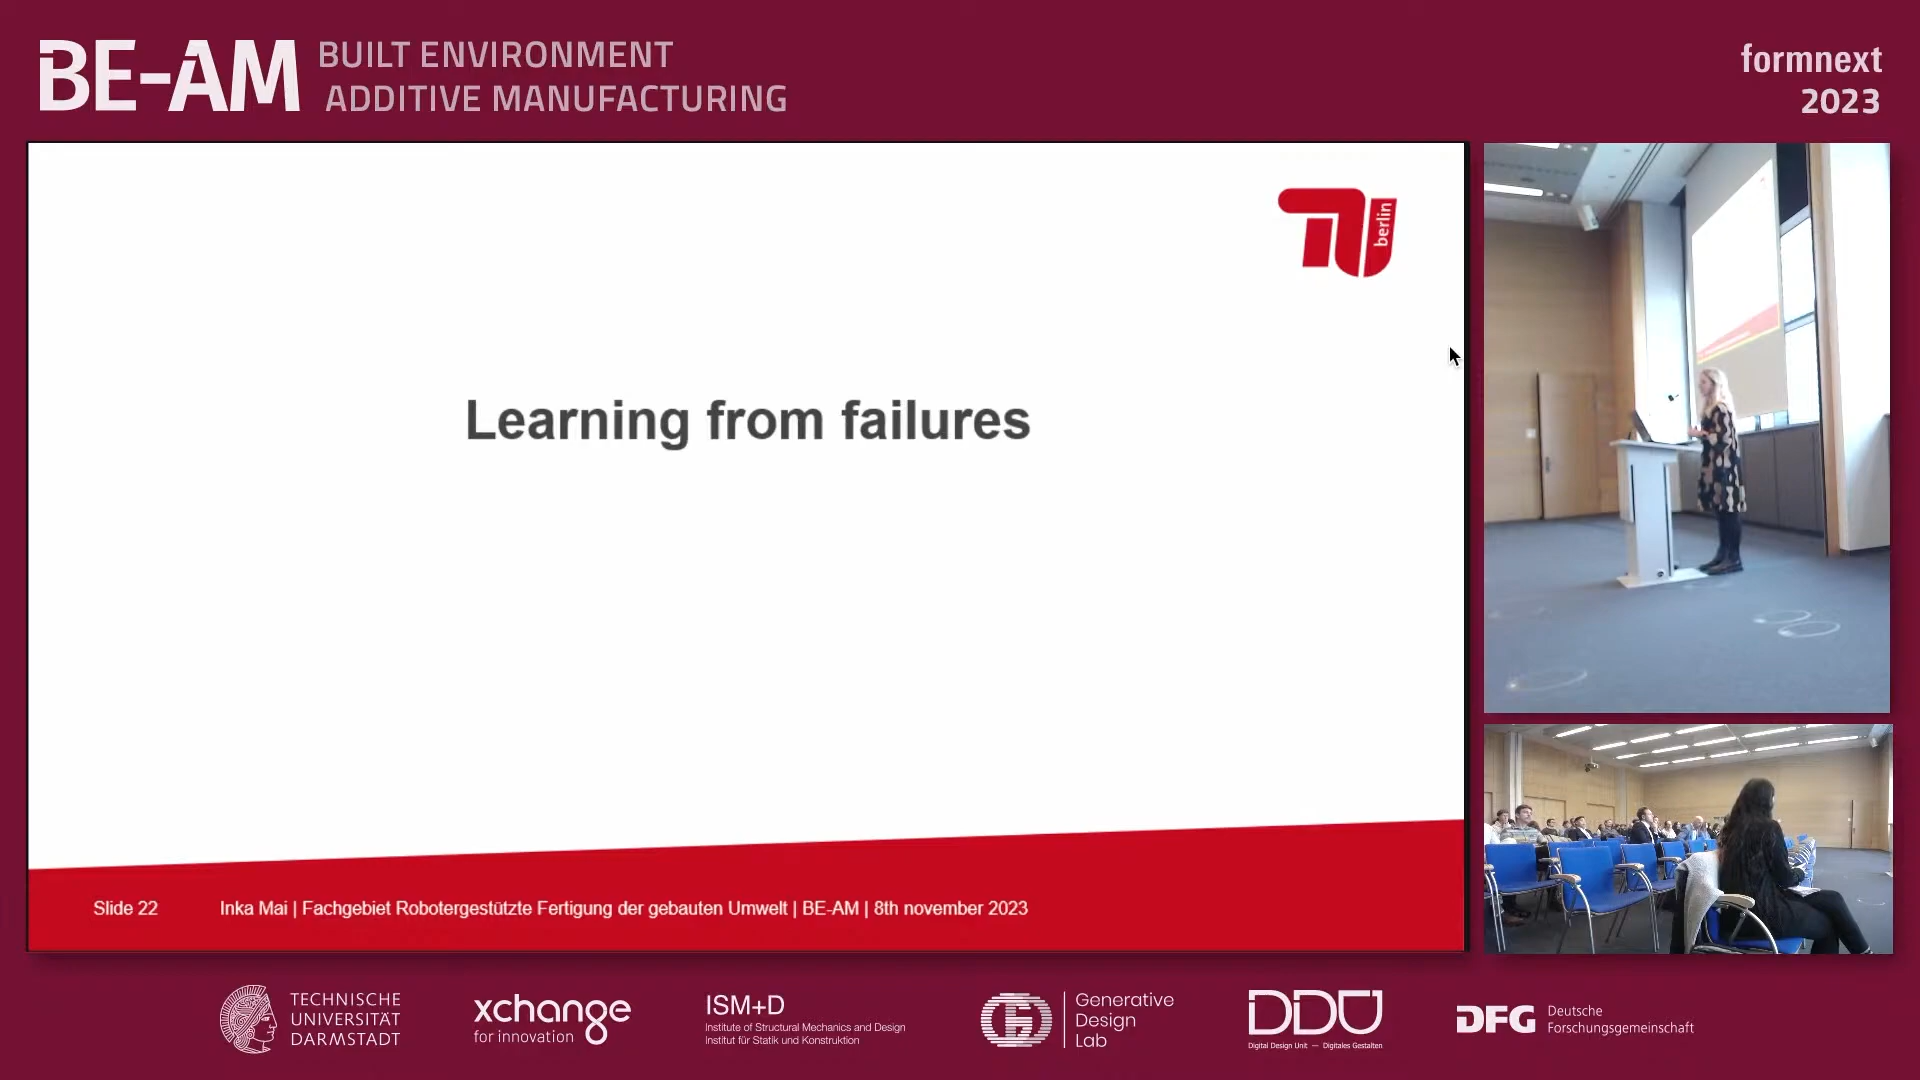 BE-AM
BUILT ENVIRONMENT
ADDITIVE MANUFACTURING
formnext
2023
TU berlin
Learning from failures
Slide 22
Inka Mai | Fachgebiet Robotergestützte Fertigung der gebauten Umwelt | BE-AM | 8th november 2023
TECHNISCHE
UNIVERSITÄT
DARMSTADT
xchange
for innovation
ISM+D
Institute of Structural Mechanics and Design
Institut für Statik und Konstruktion
Generative
Design
Lab
DDU
Digital Design Unit — Digitales Gestalten
DFG
Deutsche
Forschungsgemeinschaft